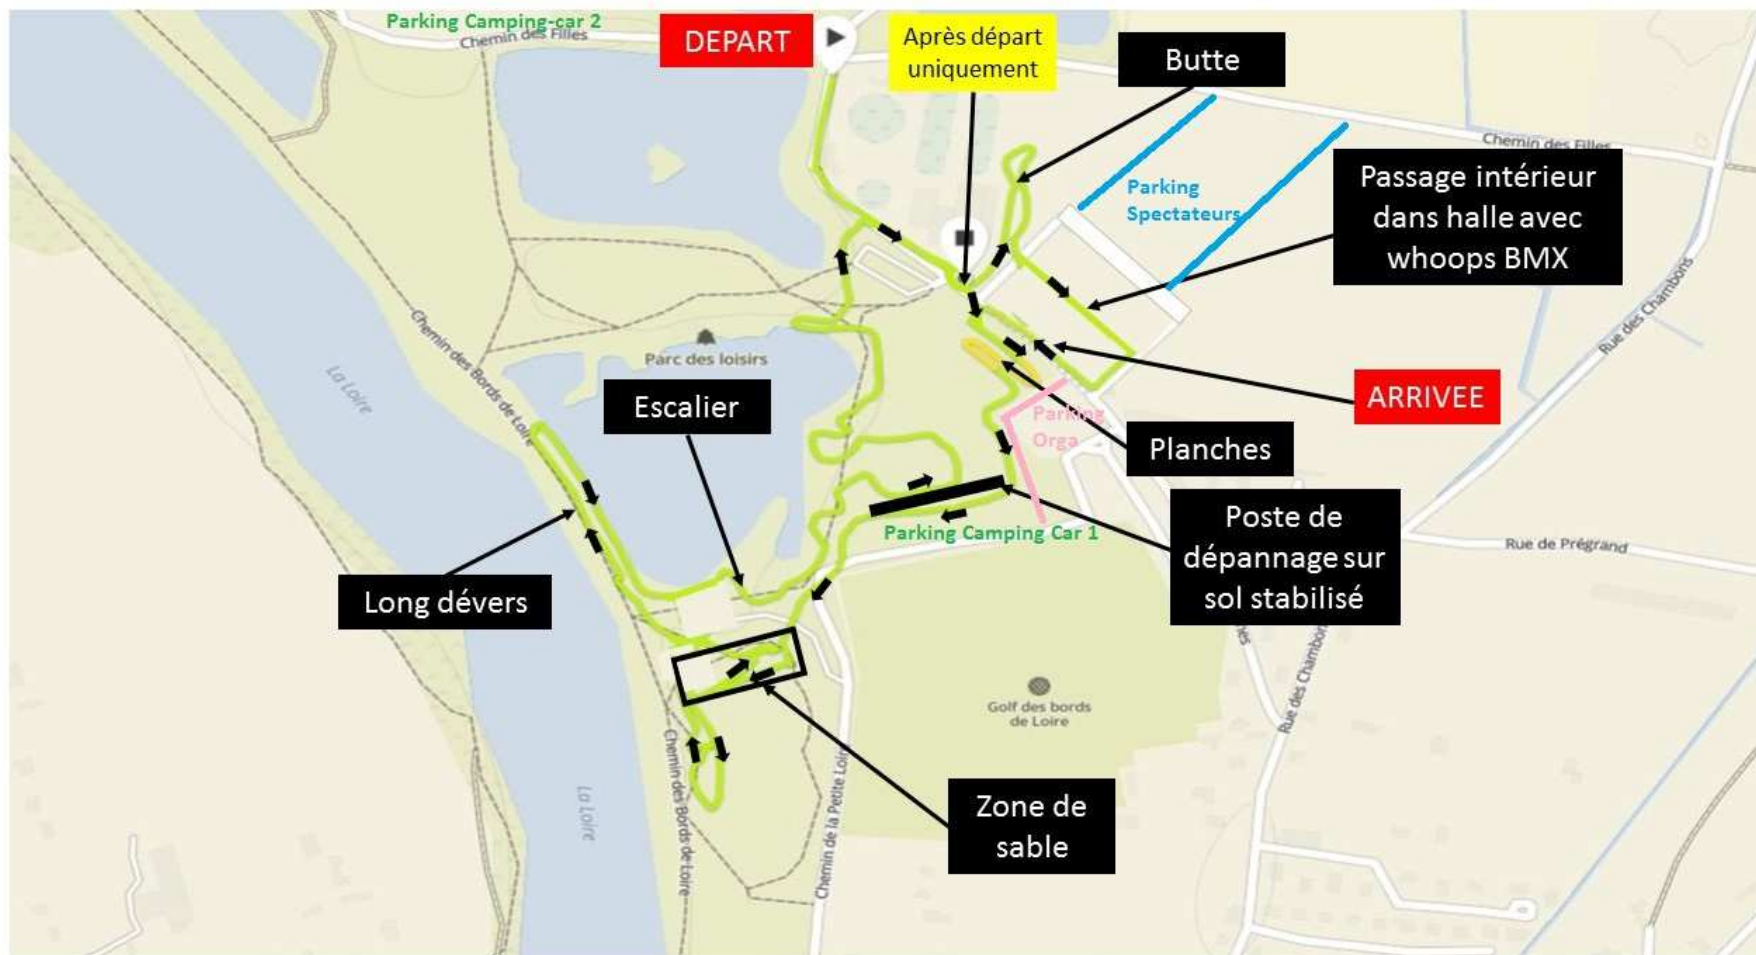 Parking Camping-car 2
Chemin des Filles
DEPART
Après départ
uniquement
Butte
Chemin des Filles
Parking
Spectateurs
Passage intérieur
dans halle avec
whoops BMX
Rue des Chambons
Chemin des Bords de Loire
La Loire
Parc des loisirs
Escalier
ARRIVEE
Parking
Orga
Planches
Parking Camping Car 1
Poste de
dépannage sur
sol stabilisé
Rue de Prégrand
Long dévers
Rue des Chambons
Golf des bords
de Loire
Chemin des Bords de Loire
La Loire
Chemin de la Petite Loire
Zone de
sable